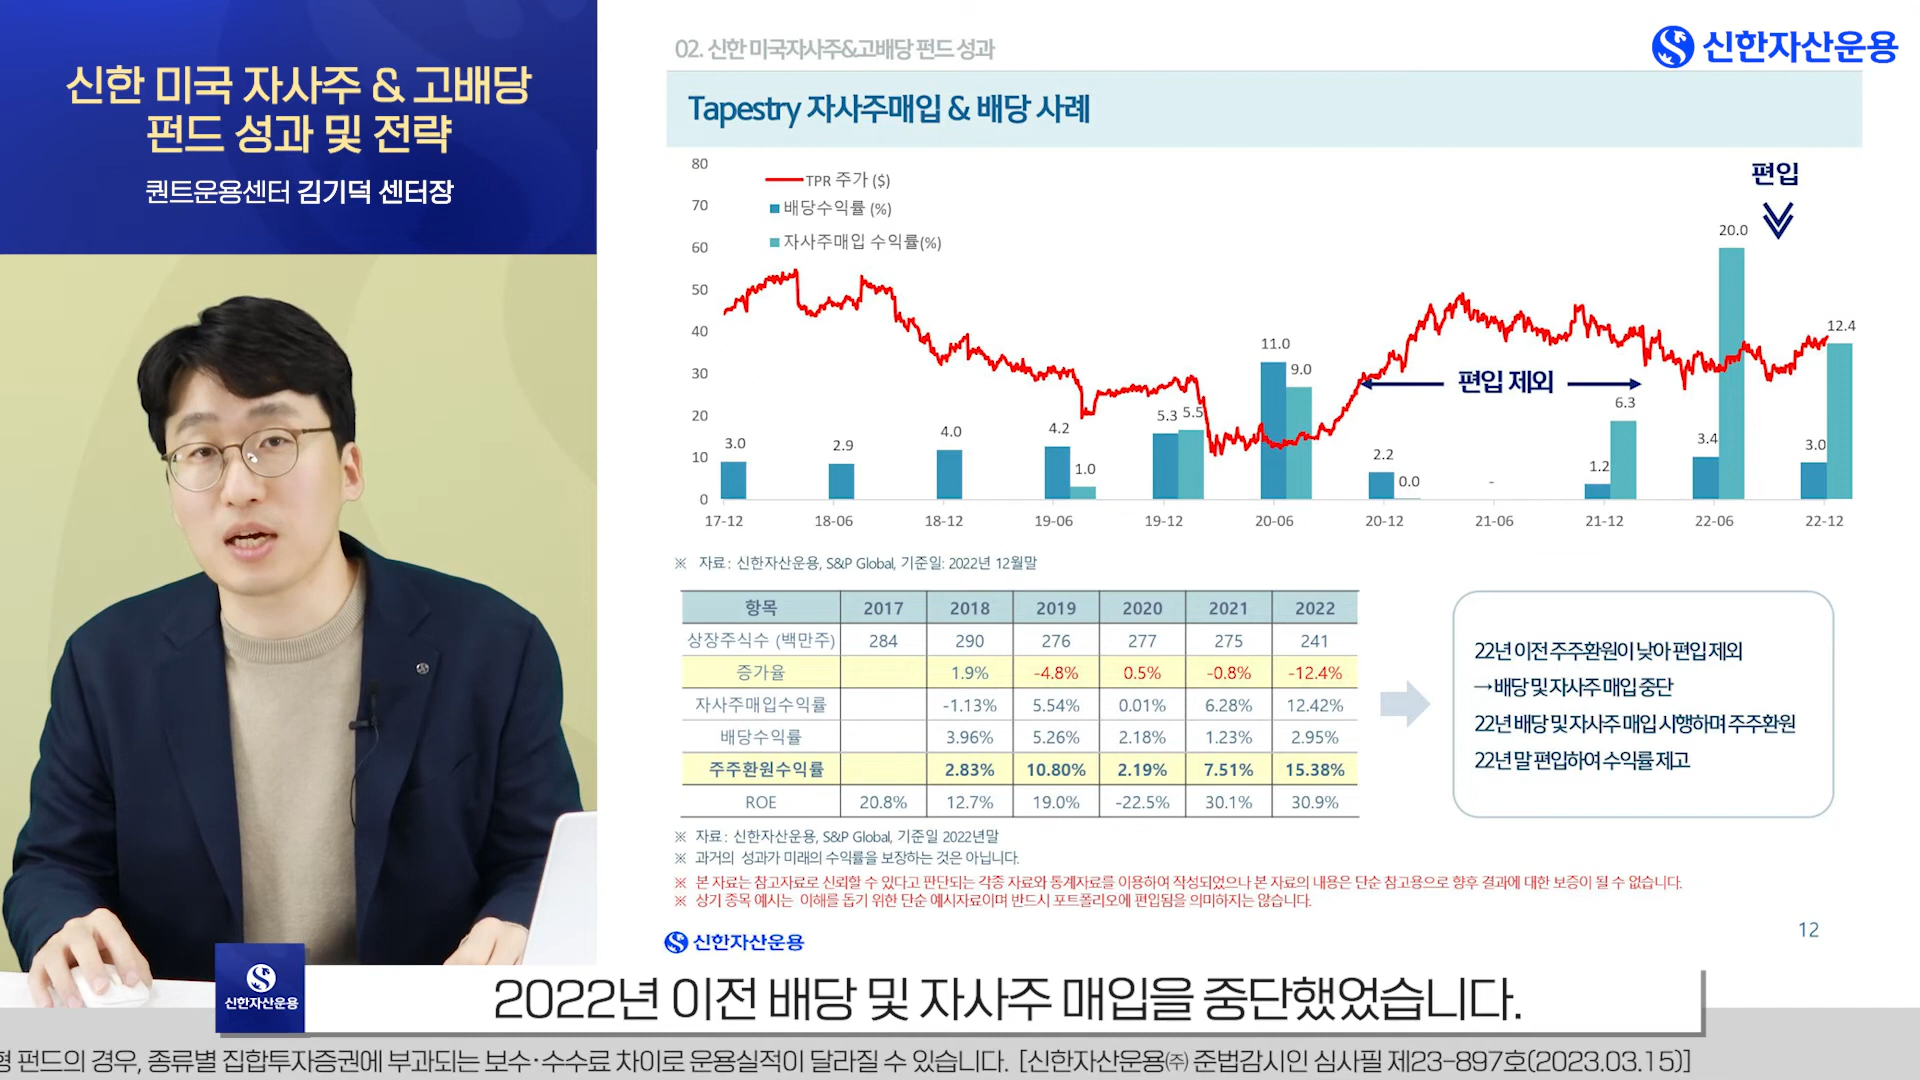 신한 미국 자사주 & 고배당
펀드 성과 및 전략
퀀트운용센터 김기덕 센터장
02. 신한 미국자사주&고배당 펀드 성과
신한자산운용
Tapestry 자사주매입 & 배당 사례
80
70
60
50
40
30
20
10
0
TPR 주가 ($)
배당수익률 (%)
자사주매입 수익률(%)
편입
편입 제외
3.0
2.9
4.0
4.2
1.0
5.3
5.5
11.0
9.0
2.2
0.0
-
1.2
6.3
3.4
20.0
3.0
12.4
17-12 18-06 18-12 19-06 19-12 20-06 20-12 21-06 21-12 22-06 22-12
※ 자료 : 신한자산운용, S&P Global, 기준일: 2022년 12월말
항목 2017 2018 2019 2020 2021 2022
상장주식수 (백만주) 284 290 276 277 275 241
증가율 1.9% -4.8% 0.5% -0.8% -12.4%
자사주매입수익률 -1.13% 5.54% 0.01% 6.28% 12.42%
배당수익률 3.96% 5.26% 2.18% 1.23% 2.95%
주주환원수익률 2.83% 10.80% 2.19% 7.51% 15.38%
ROE 20.8% 12.7% 19.0% -22.5% 30.1% 30.9%
22년 이전 주주환원이 낮아 편입 제외
→ 배당 및 자사주 매입 중단
22년 배당 및 자사주 매입 시행하며 주주환원
22년 말 편입하여 수익률 제고
※ 자료 : 신한자산운용, S&P Global, 기준일 2022년말
※ 과거의 성과가 미래의 수익률을 보장하는 것은 아닙니다.
※ 본 자료는 참고자료로 신뢰할 수 있다고 판단되는 각종 자료와 통계자료를 이용하여 작성되었으나 본 자료의 내용은 단순 참고용으로 향후 결과에 대한 보증이 될 수 없습니다.
※ 상기 종목 예시는 이해를 돕기 위한 단순 예시자료이며 반드시 포트폴리오에 편입됨을 의미하지는 않습니다.
신한자산운용
12
신한자산운용
2022년 이전 배당 및 자사주 매입을 중단했었습니다.
형 펀드의 경우, 종류별 집합투자증권에 부과되는 보수·수수료 차이로 운용실적이 달라질 수 있습니다. [신한자산운용㈜ 준법감시인 심사필 제23-897호(2023.03.15)]